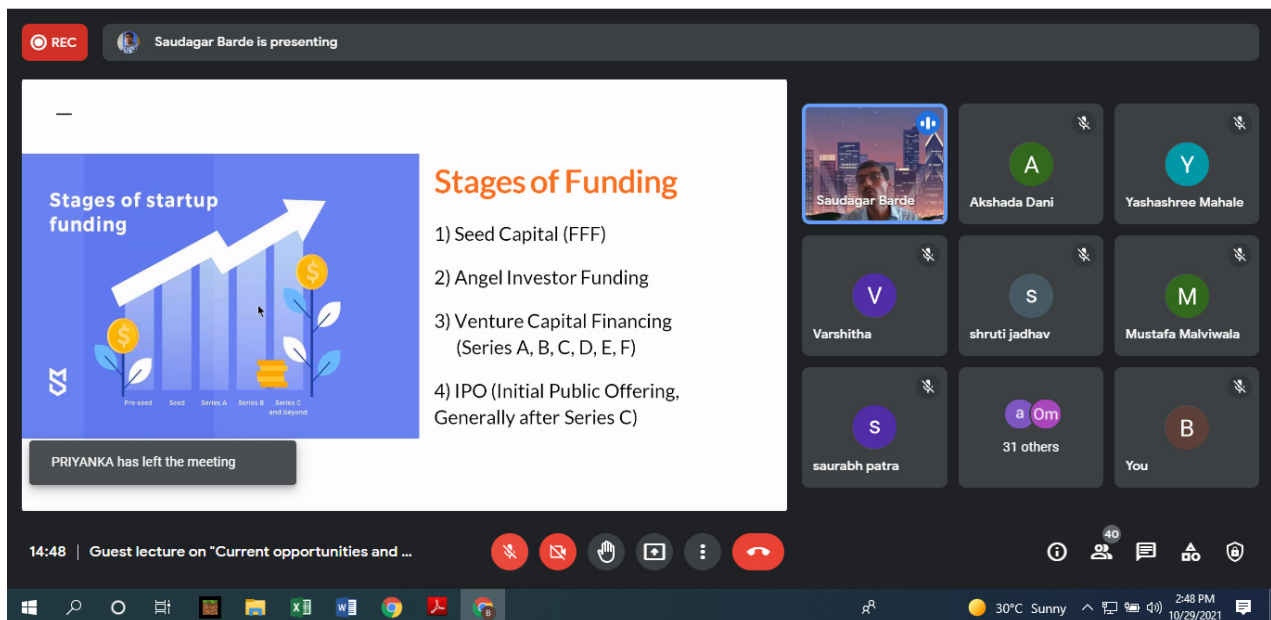 REC
Saudagar Barde is presenting
Stages of startup
funding
Pre-seed
Seed
Series A
Series B
Series C
and beyond
PRIYANKA has left the meeting
Stages of Funding
1) Seed Capital (FFF)
2) Angel Investor Funding
3) Venture Capital Financing
(Series A, B, C, D, E, F)
4) IPO (Initial Public Offering,
Generally after Series C)
Saudagar Barde
A
Akshada Dani
Y
Yashashree Mahale
V
Varshitha
s
shruti jadhav
M
Mustafa Malviwala
s
saurabh patra
a Om
31 others
B
You
14:48 | Guest lecture on "Current opportunities and ...
40
30°C Sunny
2:48 PM
10/29/2021